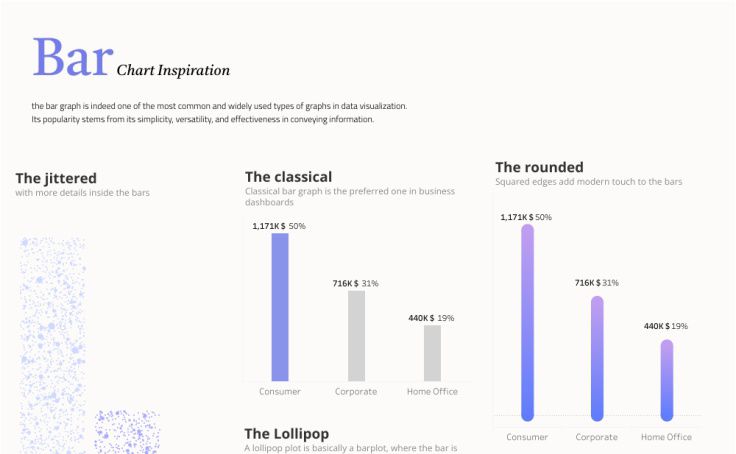 Bar Chart Inspiration
the bar graph is indeed one of the most common and widely used types of graphs in data visualization.
Its popularity stems from its simplicity, versatility, and effectiveness in conveying information.
The jittered
with more details inside the bars
The classical
Classical bar graph is the preferred one in business
dashboards
1,171K $ 50%
716K $ 31%
440K $ 19%
Consumer
Corporate
Home Office
The rounded
Squared edges add modern touch to the bars
1,171K $ 50%
716K $ 31%
440K $ 19%
Consumer
Corporate
Home Office
The Lollipop
A lollipop plot is basically a barplot, where the bar is